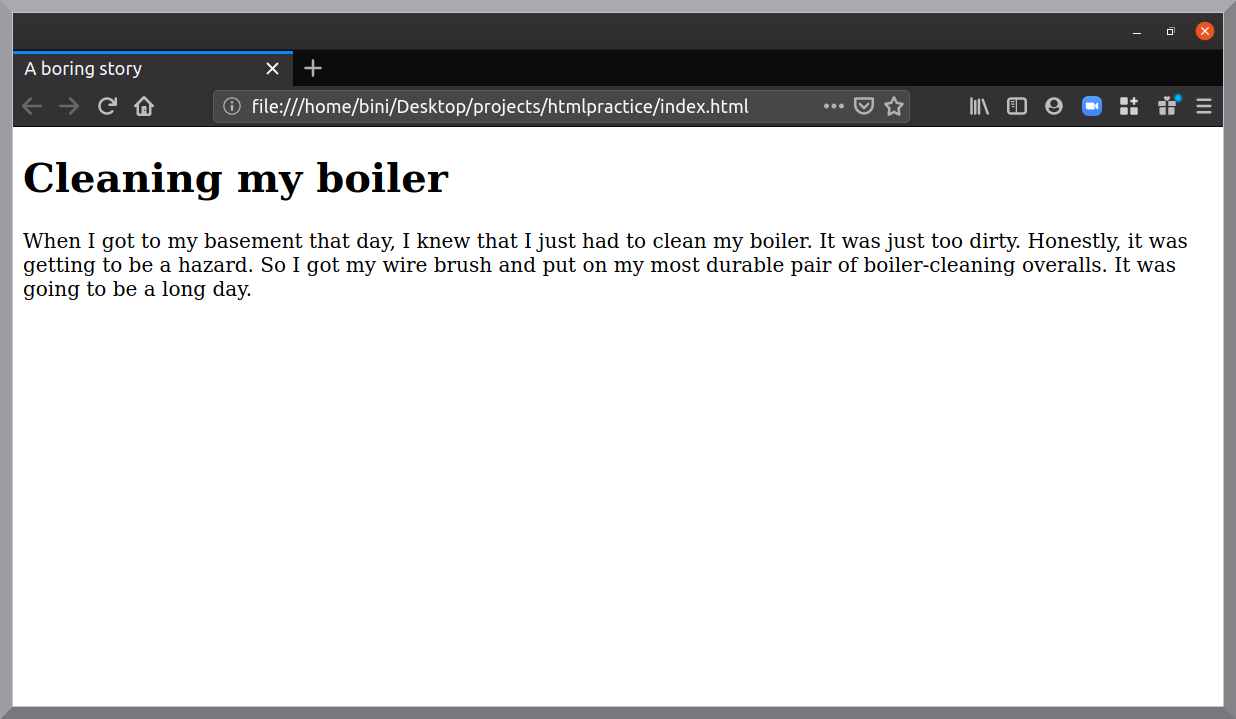 A boring story
file:///home/bini/Desktop/projects/htmlpractice/index.html
Cleaning my boiler
When I got to my basement that day, I knew that I just had to clean my boiler. It was just too dirty. Honestly, it was
getting to be a hazard. So I got my wire brush and put on my most durable pair of boiler-cleaning overalls. It was
going to be a long day.